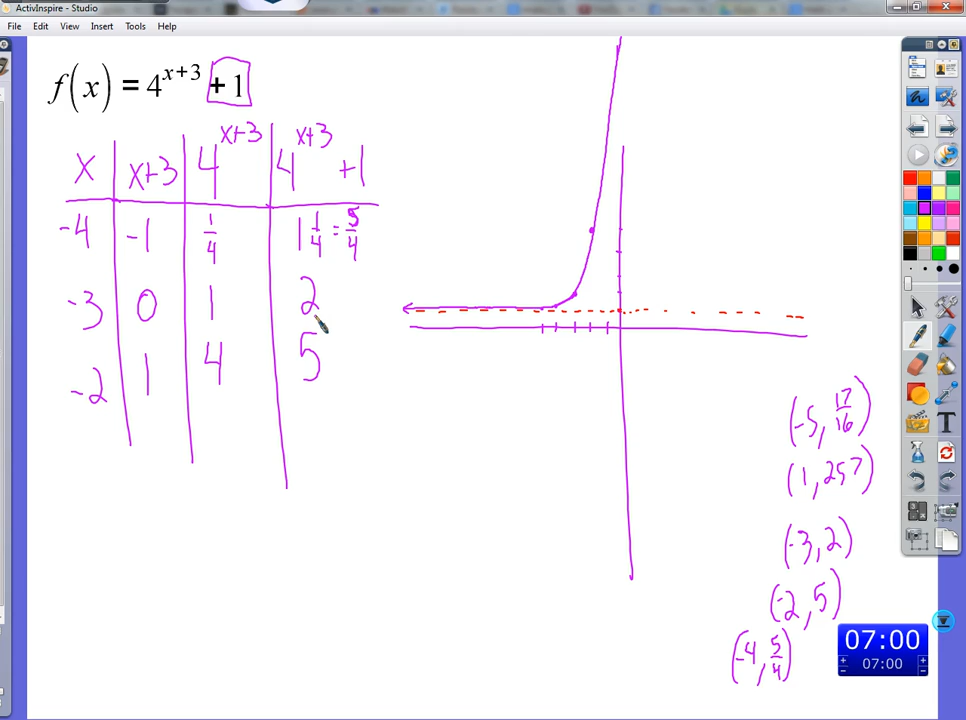 ActivInspire - Studio
File Edit View Insert Tools Help
f(x) = 4^{x+3} + 1
x | x+3 | 4^{x+3} | 4^{x+3} +1
-4 | -1 | 1/4 | 1 1/4 = 5/4
-3 | 0 | 1 | 2
-2 | 1 | 4 | 5
(-5, 17/16)
(1, 257)
(-3, 2)
(-2, 5)
(-4, 5/4)
T
07:00
07:00